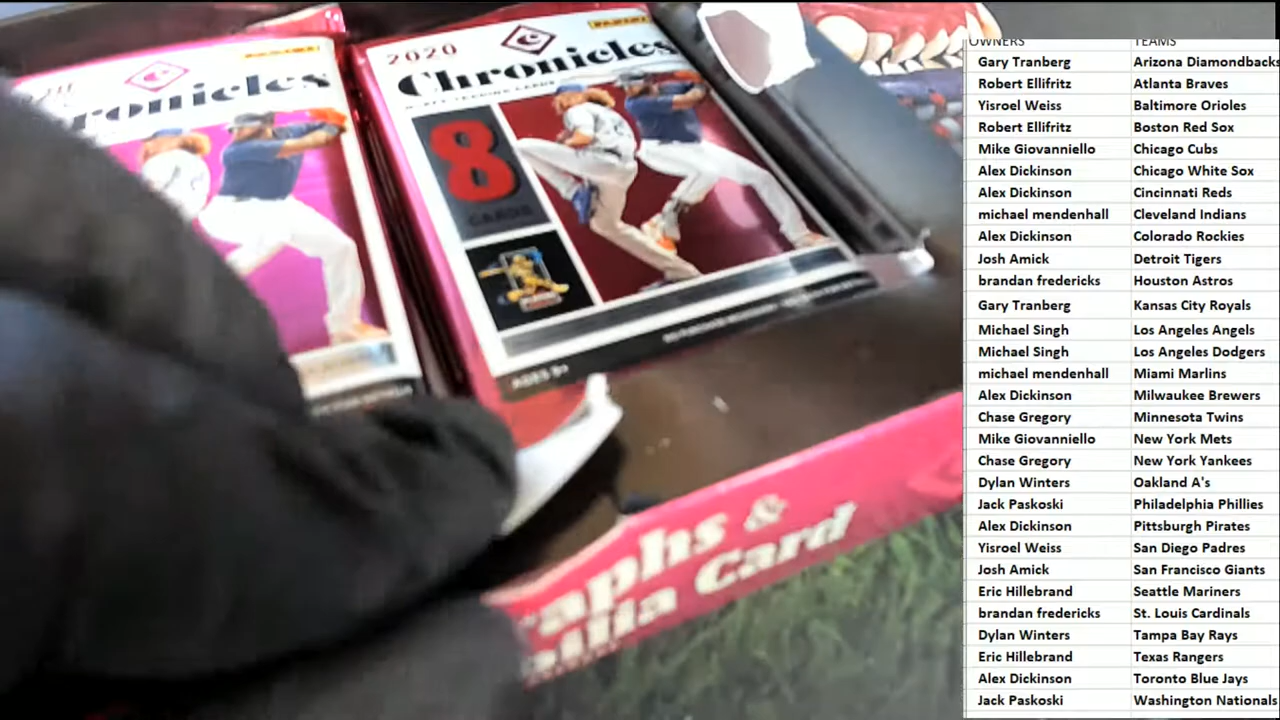 PANINI
Chronicles
PANINI
2020
Chronicles
8
CARDS
AGES 9+
aphs &
Card
OWNERS TEAMS
Gary Tranberg Arizona Diamondbacks
Robert Ellifritz Atlanta Braves
Yisroel Weiss Baltimore Orioles
Robert Ellifritz Boston Red Sox
Mike Giovanniello Chicago Cubs
Alex Dickinson Chicago White Sox
Alex Dickinson Cincinnati Reds
michael mendenhall Cleveland Indians
Alex Dickinson Colorado Rockies
Josh Amick Detroit Tigers
brandan fredericks Houston Astros
Gary Tranberg Kansas City Royals
Michael Singh Los Angeles Angels
Michael Singh Los Angeles Dodgers
michael mendenhall Miami Marlins
Alex Dickinson Milwaukee Brewers
Chase Gregory Minnesota Twins
Mike Giovanniello New York Mets
Chase Gregory New York Yankees
Dylan Winters Oakland A's
Jack Paskoski Philadelphia Phillies
Alex Dickinson Pittsburgh Pirates
Yisroel Weiss San Diego Padres
Josh Amick San Francisco Giants
Eric Hillebrand Seattle Mariners
brandan fredericks St. Louis Cardinals
Dylan Winters Tampa Bay Rays
Eric Hillebrand Texas Rangers
Alex Dickinson Toronto Blue Jays
Jack Paskoski Washington Nationals